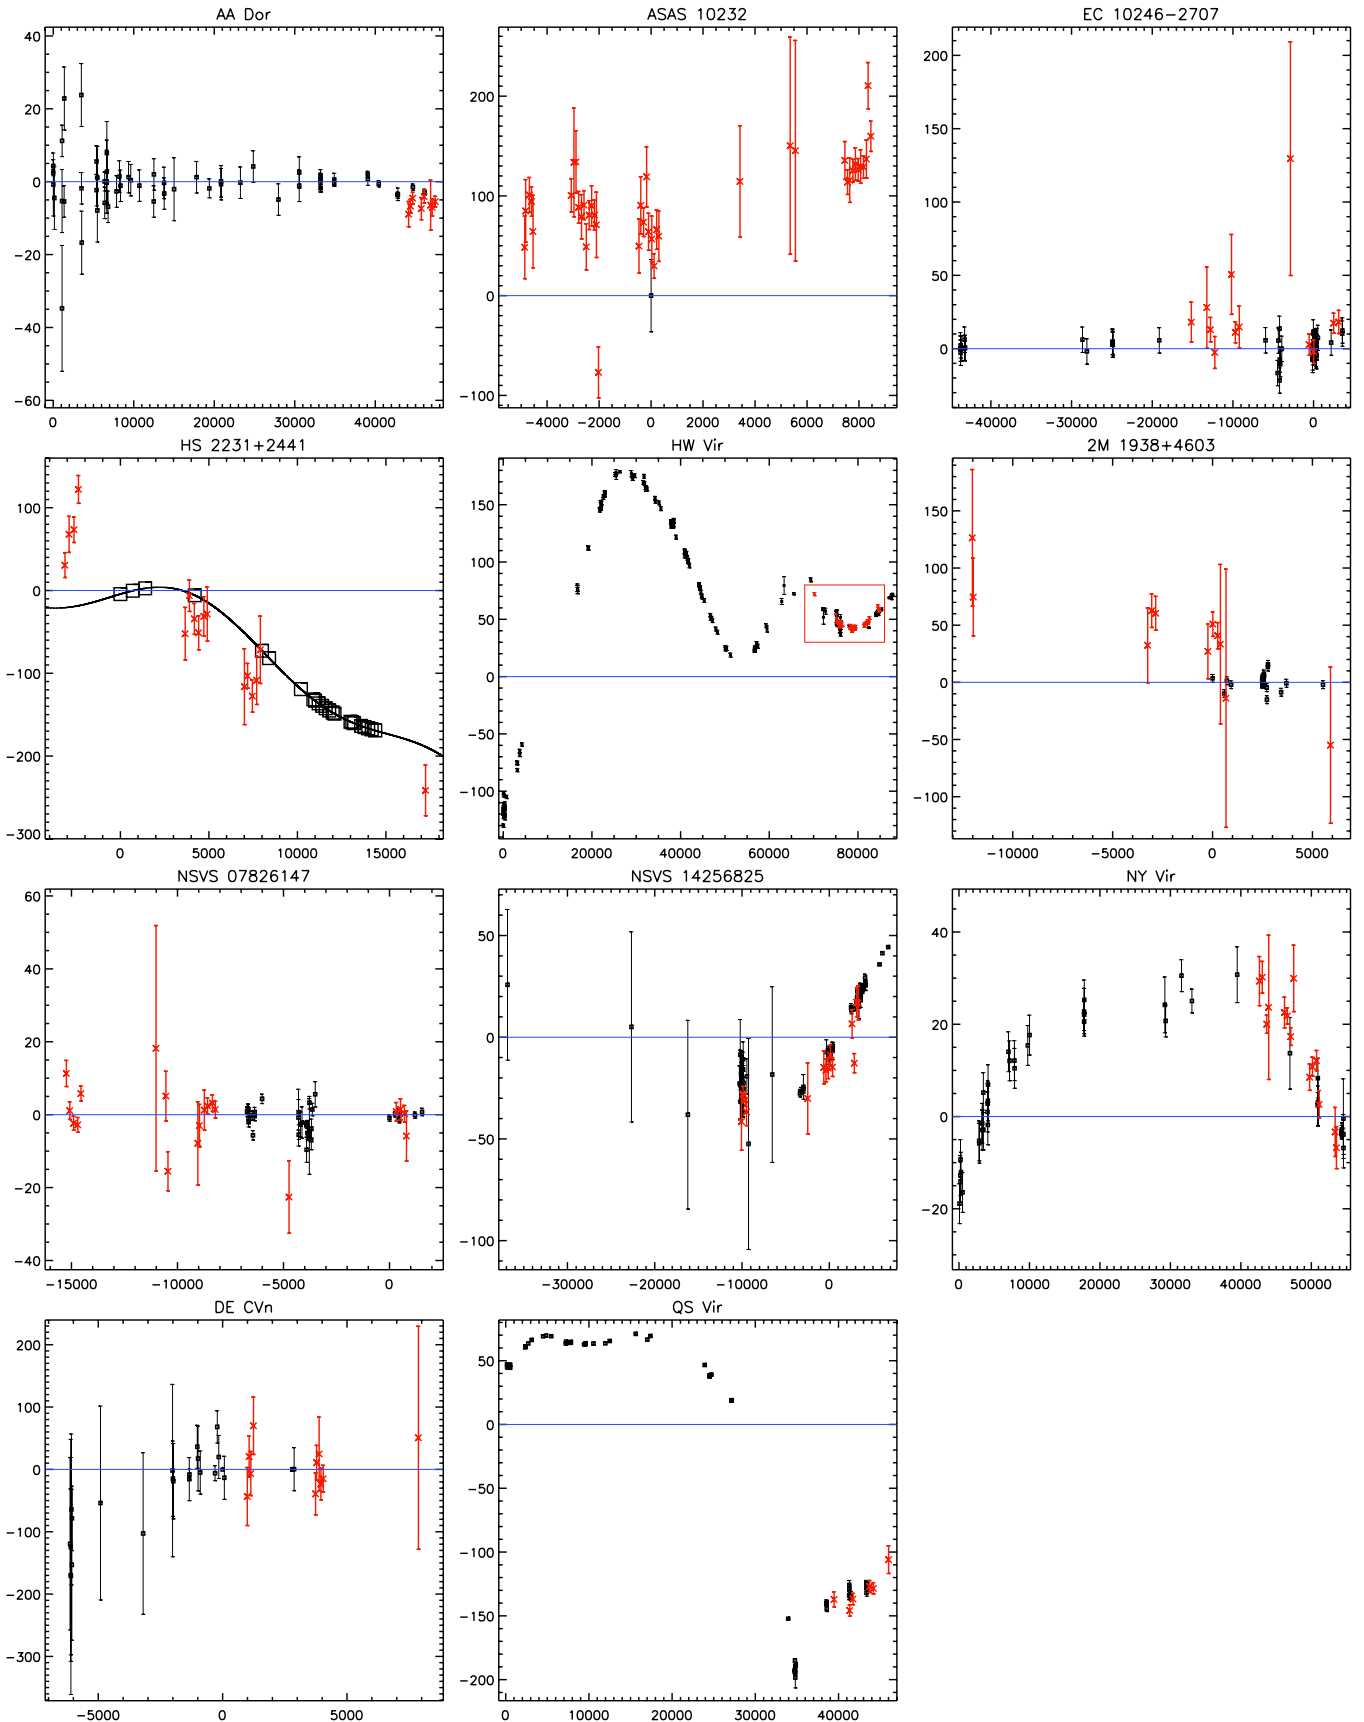 AA Dor
40
20
0
−20
−40
−60
0 10000 20000 30000 40000
ASAS 10232
200
100
0
−100
−4000 −2000 0 2000 4000 6000 8000
EC 10246−2707
200
150
100
50
0
−40000 −30000 −20000 −10000 0
HS 2231+2441
100
0
−100
−200
−300
0 5000 10000 15000
HW Vir
150
100
50
0
−50
−100
0 20000 40000 60000 80000
2M 1938+4603
150
100
50
0
−50
−100
−10000 −5000 0 5000
NSVS 07826147
60
40
20
0
−20
−40
−15000 −10000 −5000 0
NSVS 14256825
50
0
−50
−100
−30000 −20000 −10000 0
NY Vir
40
20
0
−20
0 10000 20000 30000 40000 50000
DE CVn
200
100
0
−100
−200
−300
−5000 0 5000
QS Vir
50
0
−50
−100
−150
−200
0 10000 20000 30000 40000